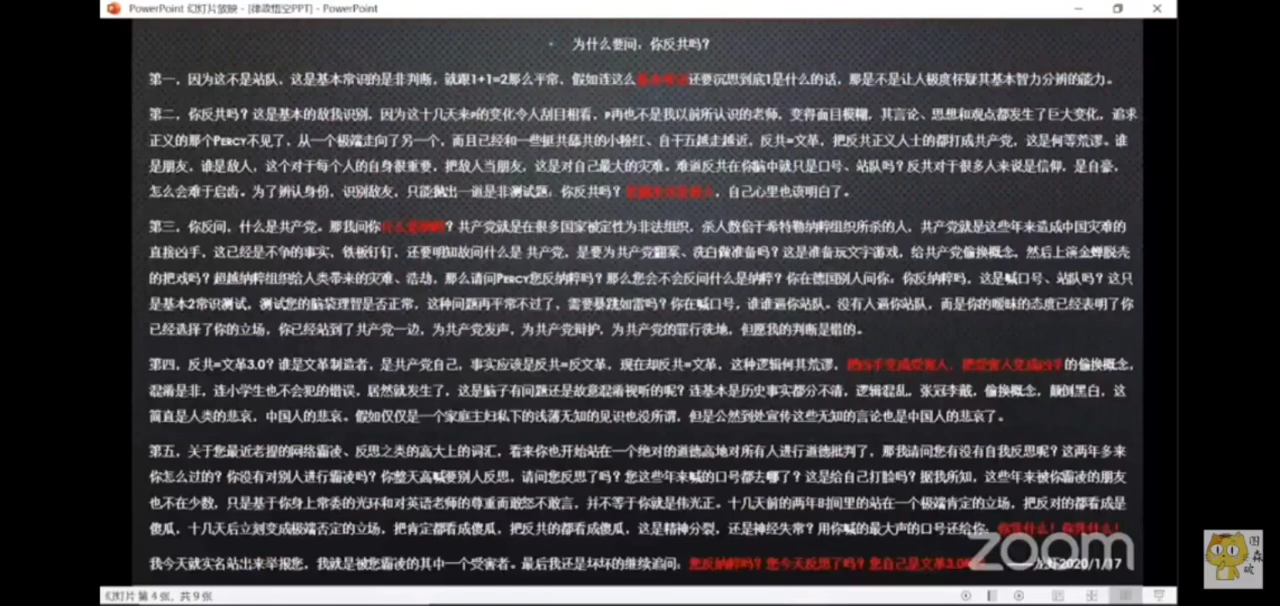 PowerPoint 幻灯片放映 - [律政悟空PPT] - PowerPoint
• 为什么要问，你反共吗？
第一，因为这不是站队，这是基本常识的是非判断，就跟1+1=2那么平常，假如连这么还要沉思到底1是什么的话，那是不是让人极度怀疑其基本智力分辨的能力。
第二，你反共吗？这是基本的敌我识别，因为这十几天来P的变化令人刮目相看，P再也不是我以前所认识的老师，变得面目模糊，其言论、思想和观点都发生了巨大变化，追求
正义的那个PERCY不见了，从一个极端走向了另一个，而且已经和一些挺共舔共的小粉红、自干五越走越近，反共=文革，把反共正义人士的都打成共产党，这是何等荒谬。谁
是朋友，谁是敌人，这个对于每个人的自身很重要，把敌人当朋友，这是对自己最大的灾难。难道反共在你脑中就只是口号、站队吗？反共对于很多人来说是信仰，是自豪，
怎么会难于启齿。为了辨认身份，识别敌友，只能抛出一道是非测试题，你反共吗？，自己心里也该明白了。
第三，你反问，什么是共产党。那我问你什么是纳粹？共产党就是在很多国家被定性为非法组织，杀人数倍于希特勒纳粹组织所杀的人，共产党就是这些年来造成中国灾难的
直接凶手，这已经是不争的事实，铁板钉钉，还要明知故问什么是 共产党，是要为共产党翻案、洗白做准备吗？这是准备玩文字游戏，给共产党偷换概念，然后上演金蝉脱壳
的把戏吗？超越纳粹组织给人类带来的灾难、浩劫，那么请问PERCY您反纳粹吗？那么您会不会反问什么是纳粹？你在德国别人问你，你反纳粹吗，这是喊口号、站队吗？这只
是基本2常识测试，测试您的脑袋理智是否正常，这种问题再平常不过了，需要暴跳如雷吗？你在喊口号，谁谁逼你站队，没有人逼你站队，而是你的暧昧的态度已经表明了你
已经选择了你的立场，你已经站到了共产党一边，为共产党发声，为共产党辩护，为共产党的罪行洗地，但愿我的判断是错的。
第四，反共=文革3.0？谁是文革制造者，是共产党自己，事实应该是反共=反文革，现在却反共=文革，这种逻辑何其荒谬，把凶手变成受害人，把受害人变成凶手的偷换概念，
混淆是非，连小学生也不会犯的错误，居然就发生了，这是脑子有问题还是故意混淆视听的呢？连基本是历史事实都分不清，逻辑混乱，张冠李戴，偷换概念，颠倒黑白，这
简直是人类的悲哀，中国人的悲哀。假如仅仅是一个家庭主妇私下的浅薄无知的见识也没所谓，但是公然到处宣传这些无知的言论也是中国人的悲哀了。
第五，关于您最近老提的网络霸凌、反思之类的高大上的词汇，看来你也开始站在一个绝对的道德高地对所有人进行道德批判了，那我请问您有没有自我反思呢？这两年多来
你怎么过的？你没有对别人进行霸凌吗？你整天高喊要别人反思，请问您反思了吗？您这些年来喊的口号都去哪了？这是给自己打脸吗？据我所知，这些年来被你霸凌的朋友
也不在少数，只是基于你身上常委的光环和对英语老师的尊重而敢怒不敢言，并不等于你就是伟光正。十几天前的两年时间里的站在一个极端肯定的立场，把反对的都看成是
傻瓜，十几天后立刻变成极端否定的立场，把肯定都看成傻瓜，把反共的都看成傻瓜，这是精神分裂，还是神经失常？用你喊的最大声的口号还给你，
我今天就实名站出来举报您，我就是被您霸凌的其中一个受害者。最后我还是坏坏的继续追问：您反纳粹吗？您今天反思了吗？您自己是文革3.0
2020/1/17
zoom
幻灯片 第 4 张，共 9 张
图森破